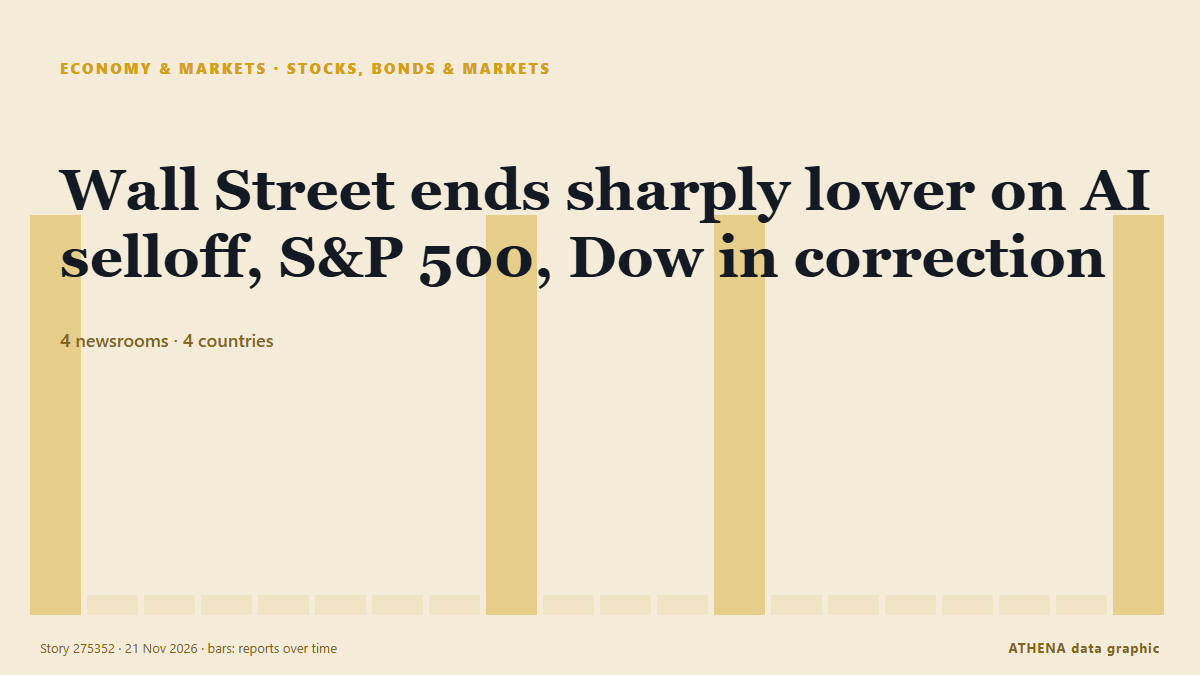 ECONOMY & MARKETS · STOCKS, BONDS & MARKETS
Wall Street ends sharply lower on AI
selloff, S&P 500, Dow in correction
4 newsrooms · 4 countries
Story 275352 · 21 Nov 2026 · bars: reports over time
ATHENA data graphic